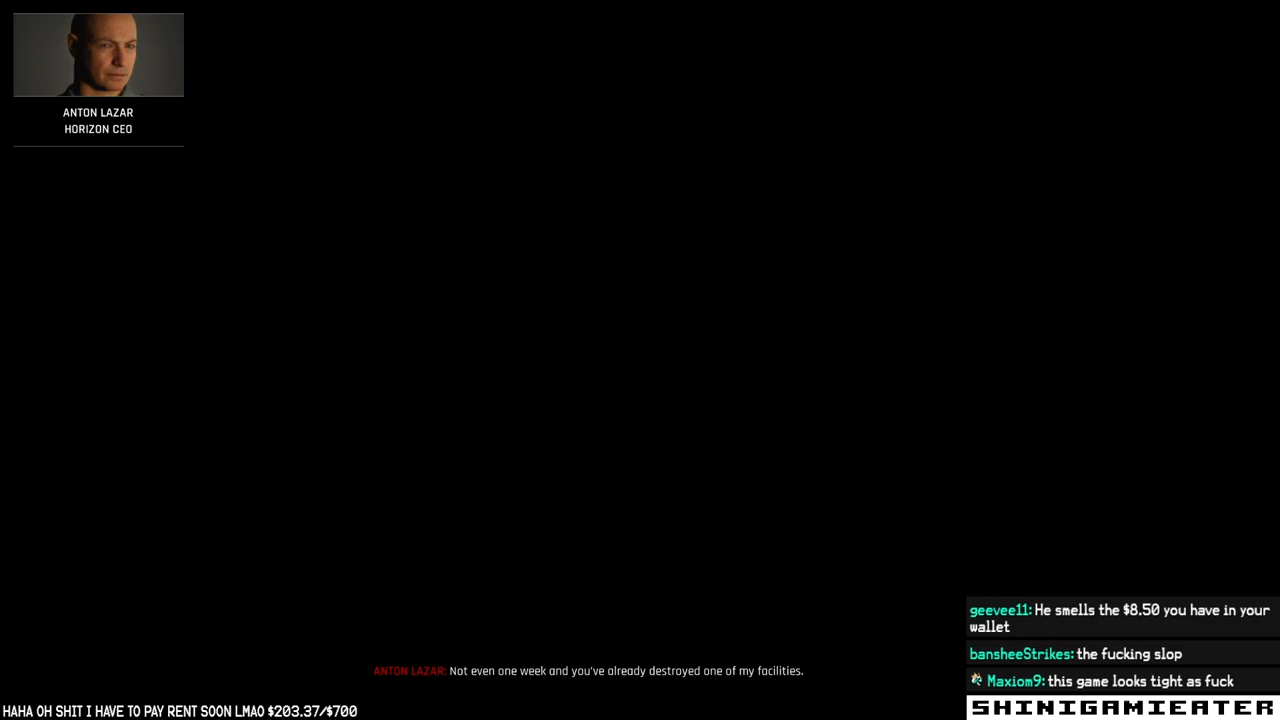 ANTON LAZAR
HORIZON CEO
geevee11: He smells the $8.50 you have in your
wallet
bansheeStrikes: the fucking slop
ANTON LAZAR: Not even one week and you've already destroyed one of my facilities.
Maxiom9: this game looks tight as fuck
HAHA OH SHIT I HAVE TO PAY RENT SOON LMAO $203.37/$700
SHINIGAMIEATER